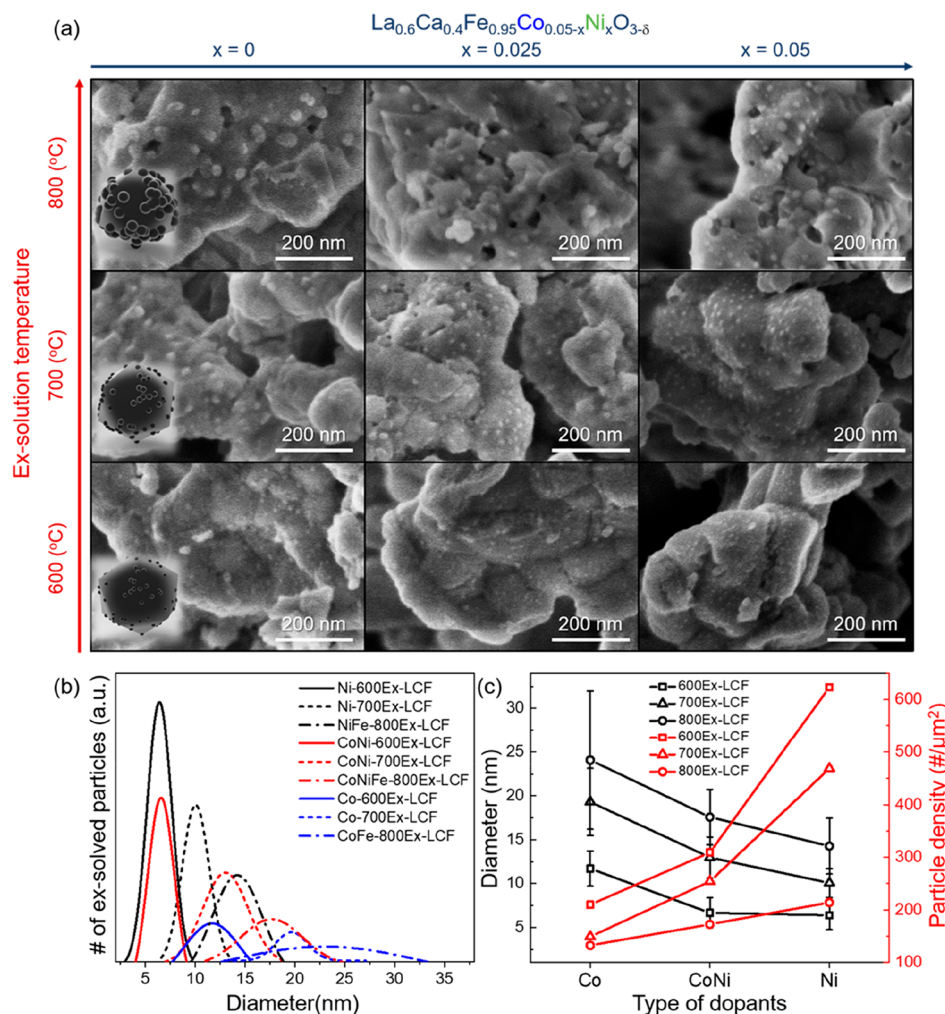 (a)
La0.6Ca0.4Fe0.95Co0.05-xNixO3-δ
x = 0 x = 0.025 x = 0.05
Ex-solution temperature
800 (°C)
200 nm 200 nm 200 nm
700 (°C)
200 nm 200 nm 200 nm
600 (°C)
200 nm 200 nm 200 nm
(b)
# of ex-solved particles (a.u.)
Ni-600Ex-LCF
Ni-700Ex-LCF
NiFe-800Ex-LCF
CoNi-600Ex-LCF
CoNi-700Ex-LCF
CoNiFe-800Ex-LCF
Co-600Ex-LCF
Co-700Ex-LCF
CoFe-800Ex-LCF
5 10 15 20 25 30
Diameter(nm)
(c)
Diameter (nm)
30
25
20
15
10
5
600Ex-LCF
700Ex-LCF
800Ex-LCF
600Ex-LCF
700Ex-LCF
800Ex-LCF
600
500
400
300
200
100
Particle density (#/um2)
Co CoNi Ni
Type of dopants